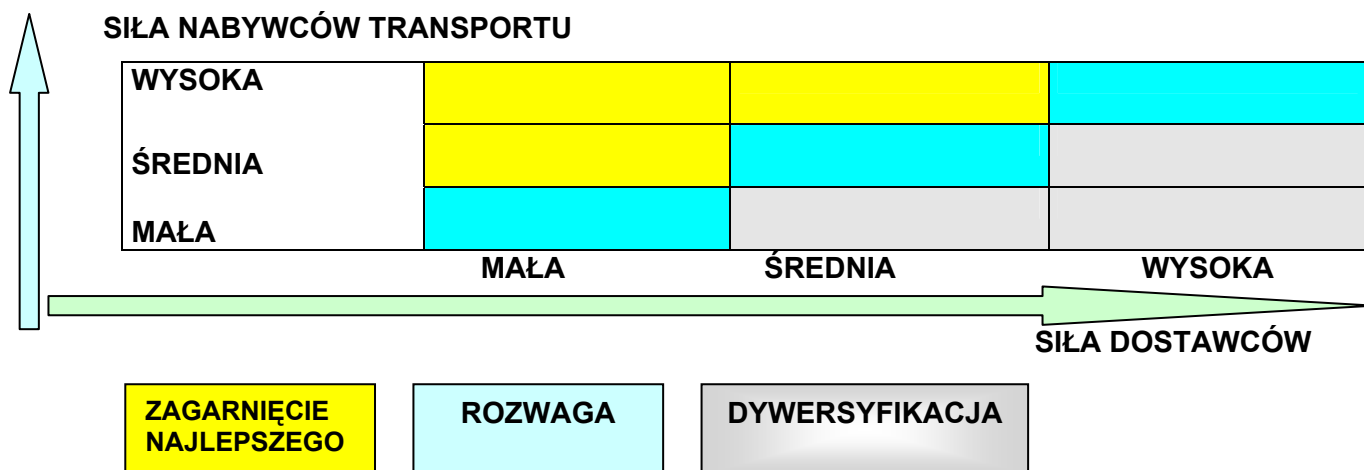 SIŁA NABYWCÓW TRANSPORTU
WYSOKA
ŚREDNIA
MAŁA
MAŁA ŚREDNIA WYSOKA
SIŁA DOSTAWCÓW
ZAGARNIĘCIE
NAJLEPSZEGO
ROZWAGA
DYWERSYFIKACJA